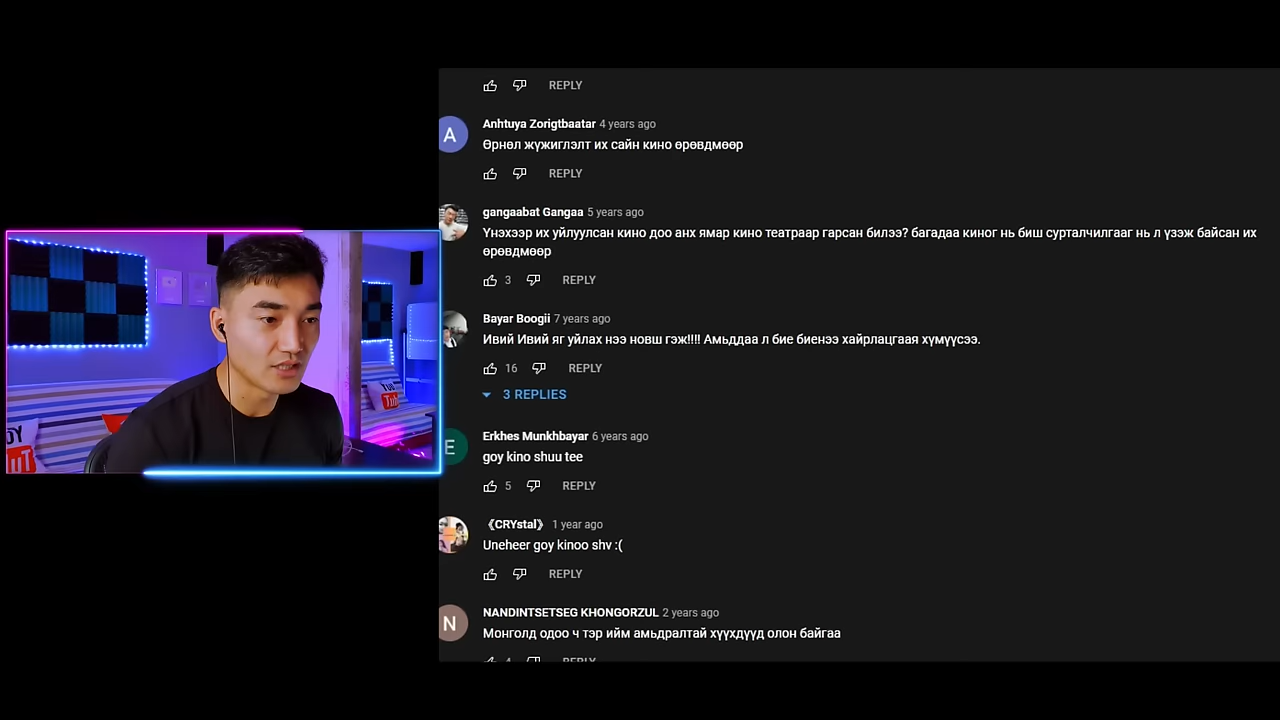 REPLY
A
Anhtuya Zorigtbaatar 4 years ago
Өрнөл жүжиглэлт их сайн кино өрөвдмөөр
REPLY
gangaabat Gangaa 5 years ago
Үнэхээр их уйлуулсан кино доо анх ямар кино театраар гарсан билээ? багадаа киног нь биш сурталчилгааг нь л үзэж байсан их
өрөвдмөөр
3 REPLY
Bayar Boogii 7 years ago
Ивий Ивий яг уйлах нээ новш гэж!!!! Амьддаа л бие биенээ хайрлацгаая хүмүүсээ.
16 REPLY
3 REPLIES
E
Erkhes Munkhbayar 6 years ago
goy kino shuu tee
5 REPLY
《CRYstal》 1 year ago
Uneheer goy kinoo shv :(
REPLY
N
NANDINTSETSEG KHONGORZUL 2 years ago
Монголд одоо ч тэр ийм амьдралтай хүүхдүүд олон байгаа
4 REPLY